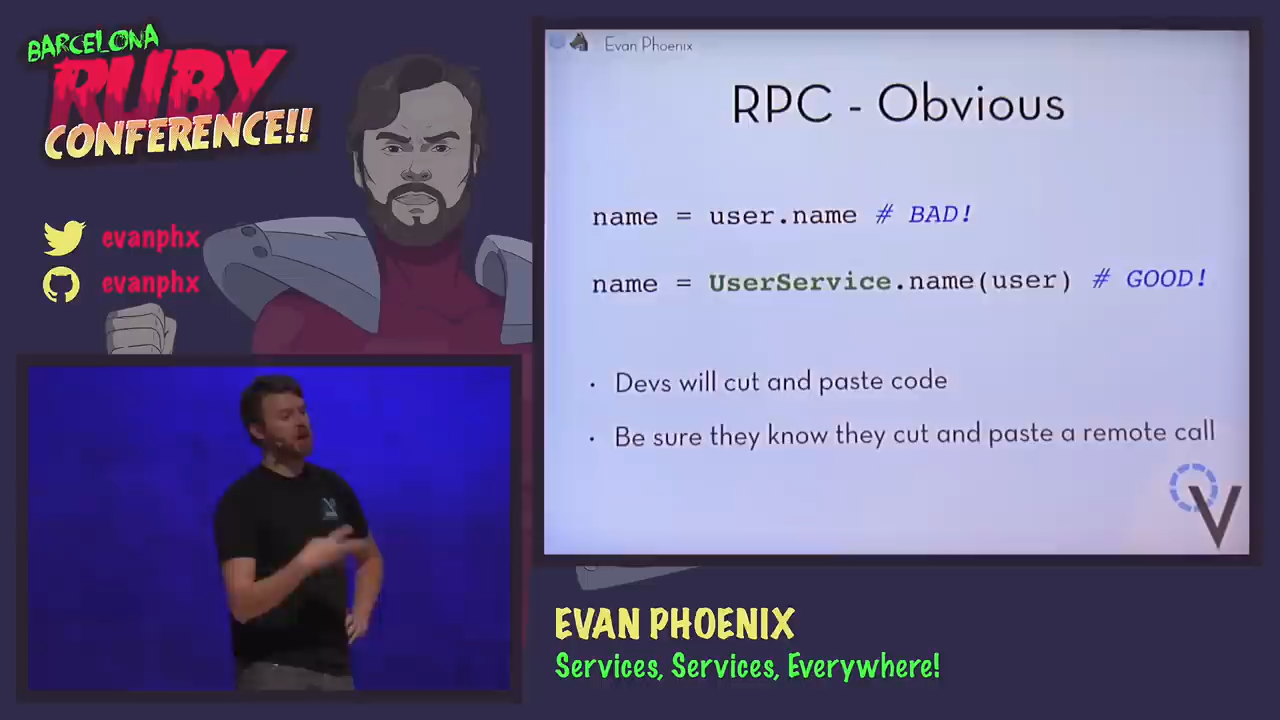 BARCELONA
RUBY
CONFERENCE!!
evanphx
evanphx
Evan Phoenix
RPC - Obvious
name = user.name # BAD!
name = UserService.name(user) # GOOD!
· Devs will cut and paste code
· Be sure they know they cut and paste a remote call
V
EVAN PHOENIX
Services, Services, Everywhere!